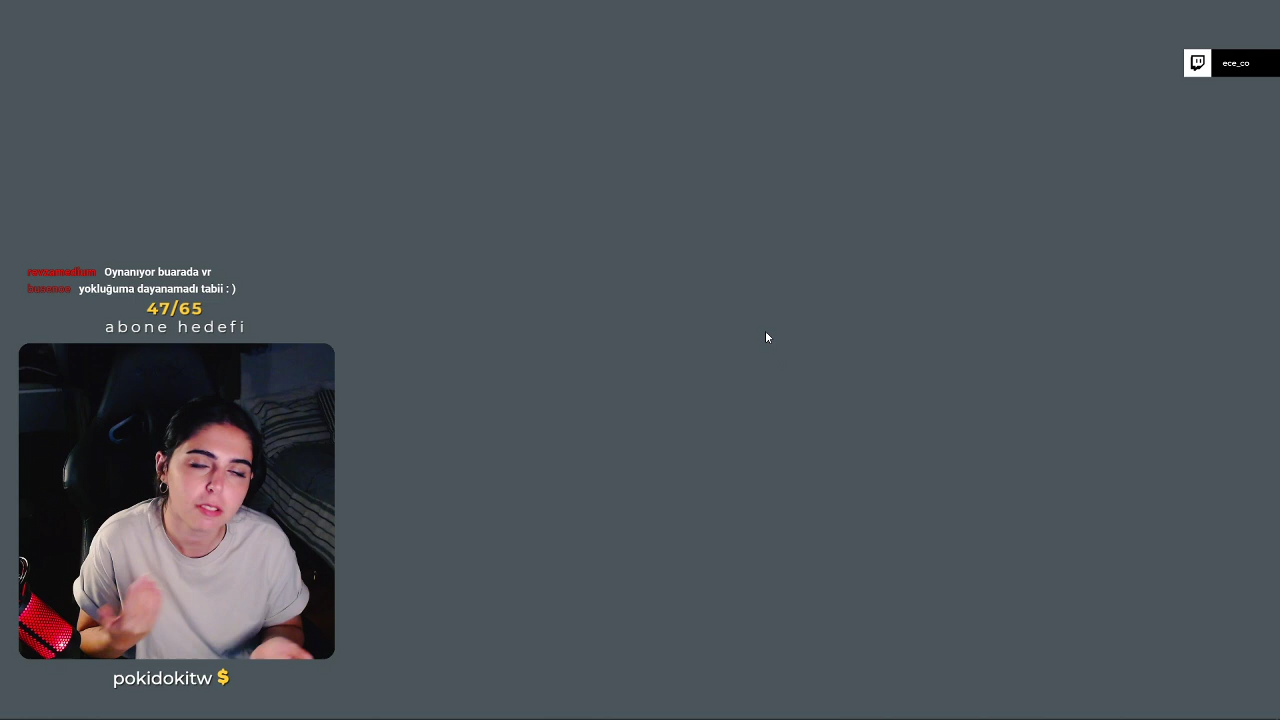 ece_co
Oynanıyor buarada vr
yokluğuma dayanamadı tabii : )
47/65
abone hedefi
pokidokitw $